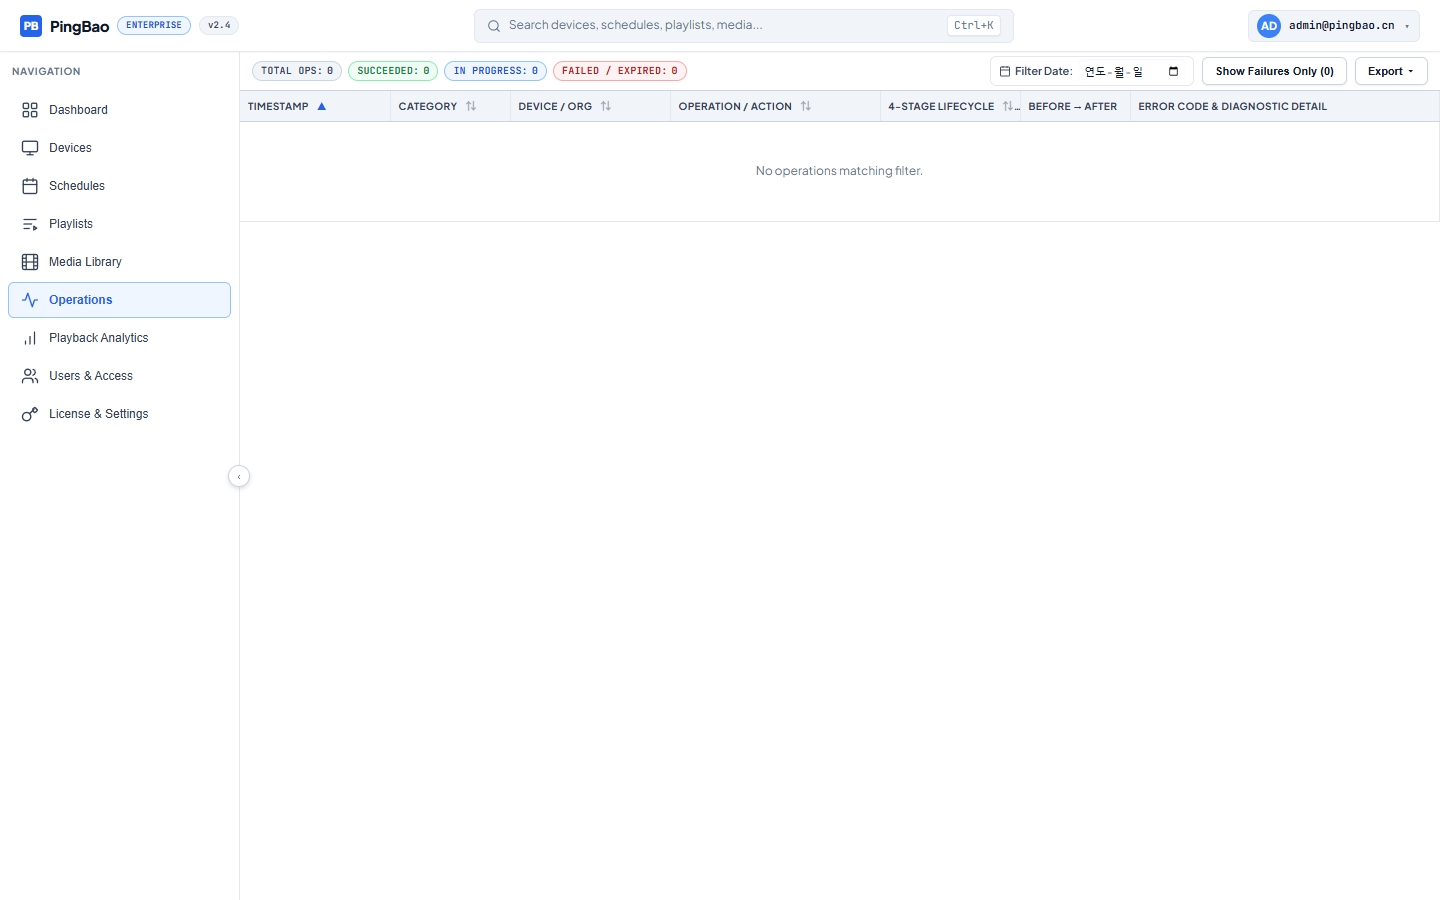 PB PingBao ENTERPRISE v2.4
Search devices, schedules, playlists, media... Ctrl+K
AD admin@pingbao.cn
NAVIGATION
Dashboard
Devices
Schedules
Playlists
Media Library
Operations
Playback Analytics
Users & Access
License & Settings
TOTAL OPS: 0 SUCCEEDED: 0 IN PROGRESS: 0 FAILED / EXPIRED: 0
Filter Date: 연도-월-일 Show Failures Only (0) Export
TIMESTAMP CATEGORY DEVICE / ORG OPERATION / ACTION 4-STAGE LIFECYCLE ... BEFORE → AFTER ERROR CODE & DIAGNOSTIC DETAIL
No operations matching filter.